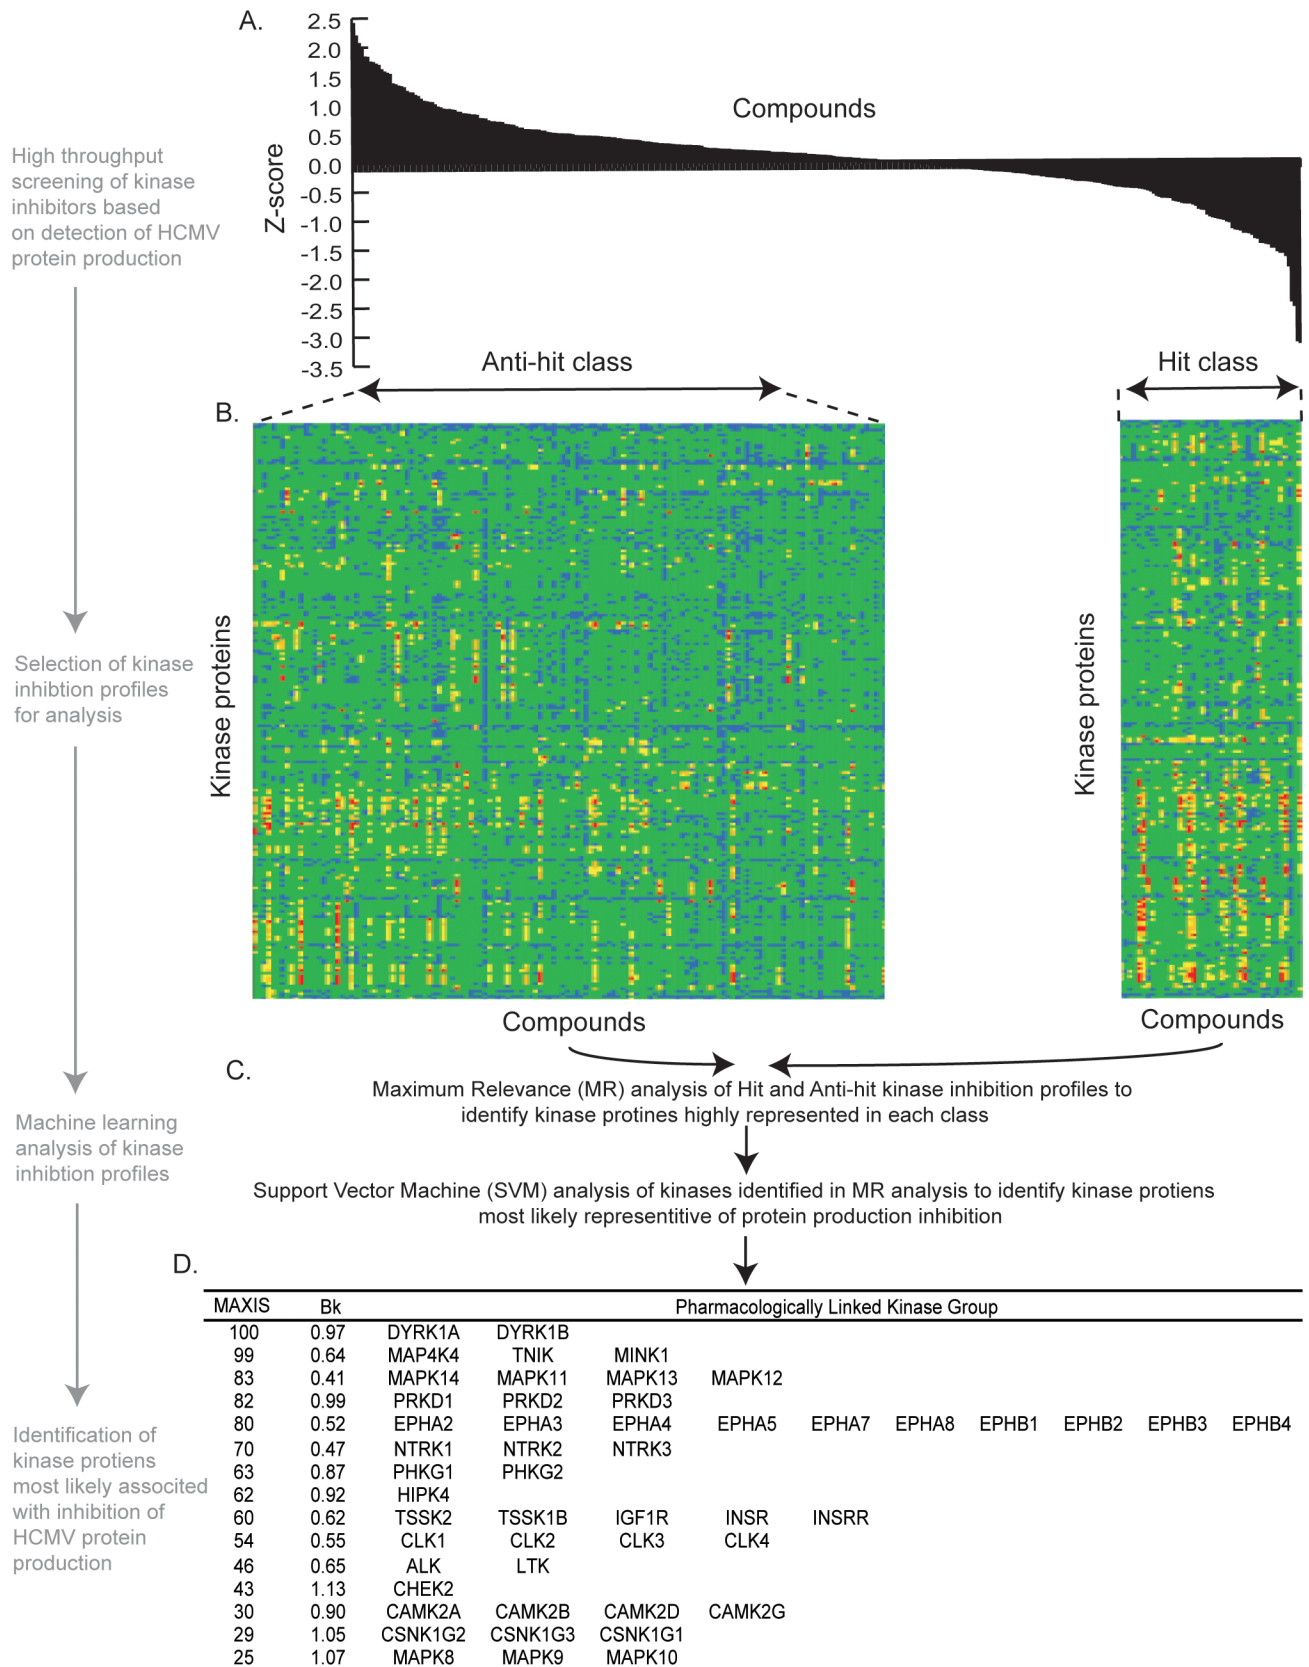 A.
2.5
2.0
1.5
1.0
0.5
0.0
-0.5
-1.0
-1.5
-2.0
-2.5
-3.0
-3.5
Z-score
Compounds
High throughput
screening of kinase
inhibitors based
on detection of HCMV
protein production
Anti-hit class
Hit class
B.
Kinase proteins
Kinase proteins
Selection of kinase
inhibtion profiles
for analysis
Compounds
Compounds
C.
Maximum Relevance (MR) analysis of Hit and Anti-hit kinase inhibition profiles to
identify kinase protines highly represented in each class
Machine learning
analysis of kinase
inhibtion profiles
Support Vector Machine (SVM) analysis of kinases identified in MR analysis to identify kinase protiens
most likely representitive of protein production inhibition
D.
MAXIS Bk Pharmacologically Linked Kinase Group
100 0.97 DYRK1A DYRK1B
99 0.64 MAP4K4 TNIK MINK1
83 0.41 MAPK14 MAPK11 MAPK13 MAPK12
82 0.99 PRKD1 PRKD2 PRKD3
80 0.52 EPHA2 EPHA3 EPHA4 EPHA5 EPHA7 EPHA8 EPHB1 EPHB2 EPHB3 EPHB4
70 0.47 NTRK1 NTRK2 NTRK3
63 0.87 PHKG1 PHKG2
62 0.92 HIPK4
60 0.62 TSSK2 TSSK1B IGF1R INSR INSRR
54 0.55 CLK1 CLK2 CLK3 CLK4
46 0.65 ALK LTK
43 1.13 CHEK2
30 0.90 CAMK2A CAMK2B CAMK2D CAMK2G
29 1.05 CSNK1G2 CSNK1G3 CSNK1G1
25 1.07 MAPK8 MAPK9 MAPK10
Identification of
kinase protiens
most likely associted
with inhibition of
HCMV protein
production